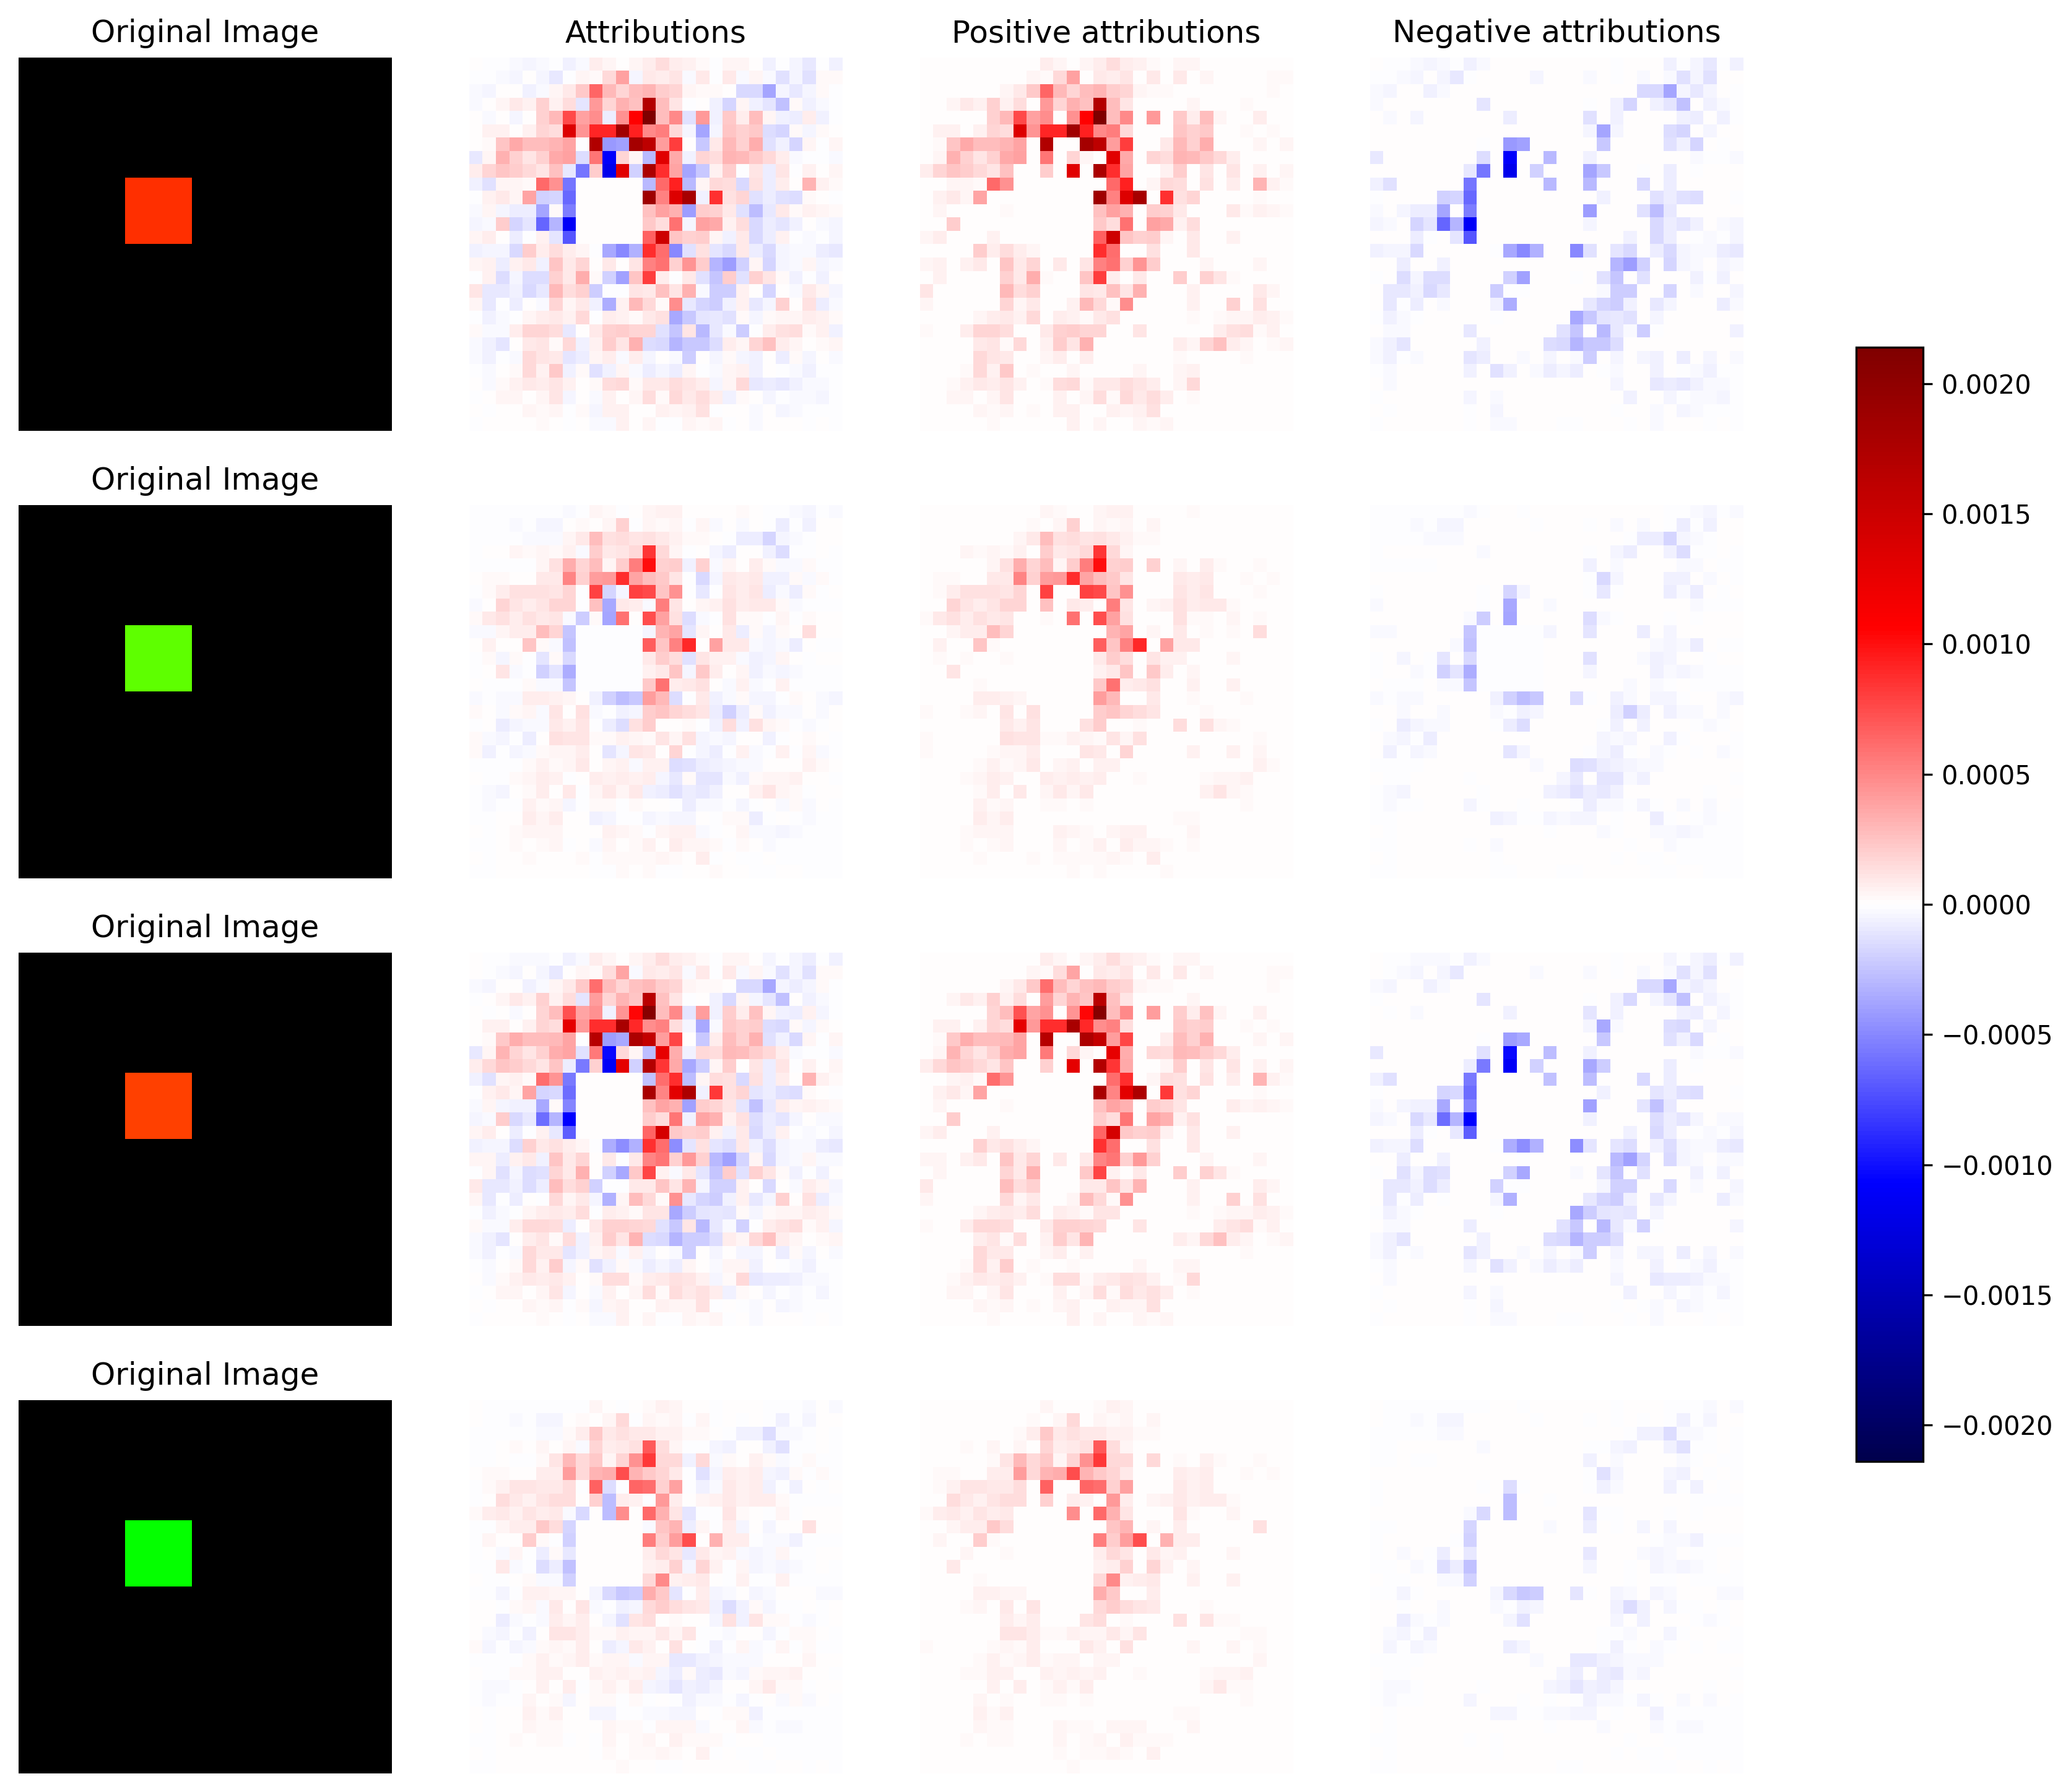 Original Image
Attributions
Positive attributions
Negative attributions
Original Image
Original Image
Original Image
0.0020
0.0015
0.0010
0.0005
0.0000
−0.0005
−0.0010
−0.0015
−0.0020